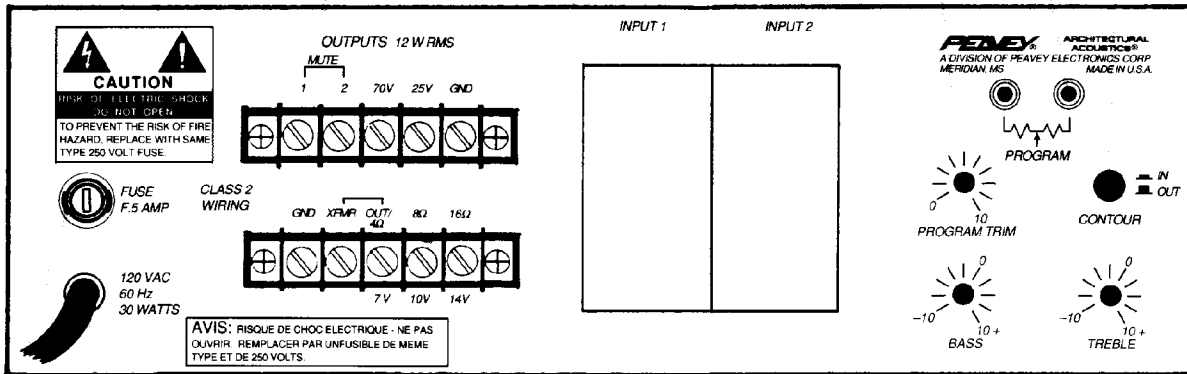 CAUTION
RISK OF ELECTRIC SHOCK
DO NOT OPEN
TO PREVENT THE RISK OF FIRE
HAZARD, REPLACE WITH SAME
TYPE 250 VOLT FUSE.
FUSE
F.5 AMP
120 VAC
60 Hz
30 WATTS
OUTPUTS 12 W RMS
MUTE
1 2 70V 25V GND
CLASS 2
WIRING
GND XFMR OUT/ 8Ω 16Ω
4Ω
7 V 10V 14V
AVIS: RISQUE DE CHOC ELECTRIQUE - NE PAS
OUVRIR. REMPLACER PAR UNFUSIBLE DE MEME
TYPE ET DE 250 VOLTS.
INPUT 1 INPUT 2
PEAVEY® ARCHITECTURAL
ACOUSTICS®
A DIVISION OF PEAVEY ELECTRONICS CORP
MERIDIAN, MS MADE IN U.S.A.
PROGRAM
0 10
PROGRAM TRIM
IN
OUT
CONTOUR
0
-10 10+
BASS
0
-10 10+
TREBLE